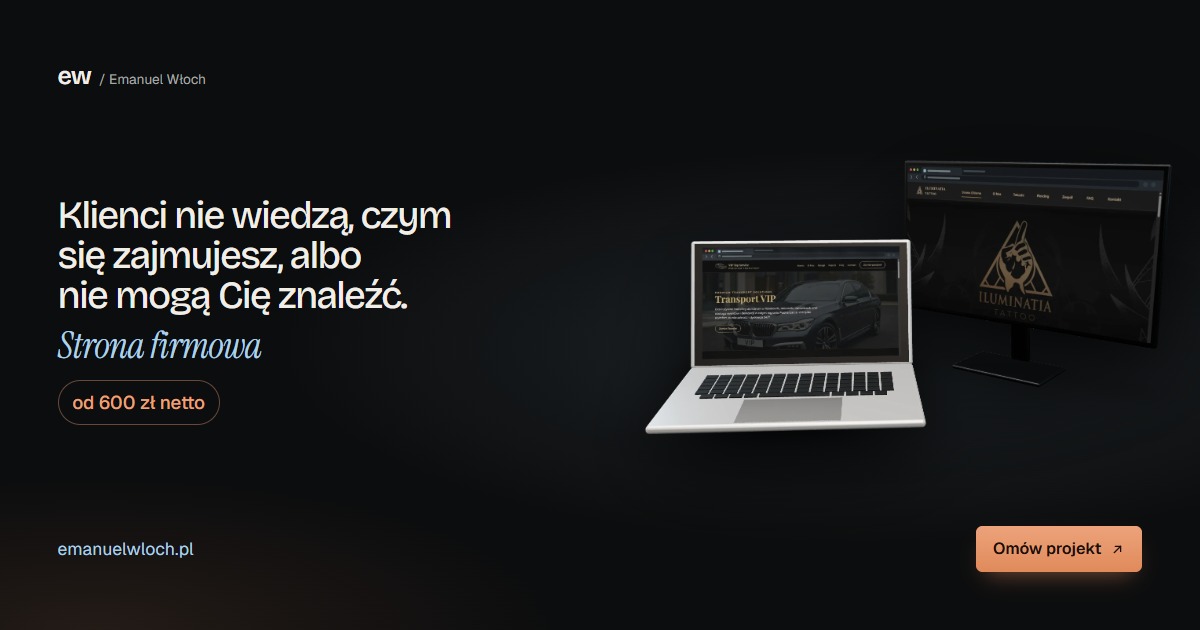 ew / Emanuel Włoch
Klienci nie wiedzą, czym
się zajmujesz, albo
nie mogą Cię znaleźć.
Strona firmowa
od 600 zł netto
Transport VIP
ILUMINATIA
TATTOO
emanuelwloch.pl
Omów projekt